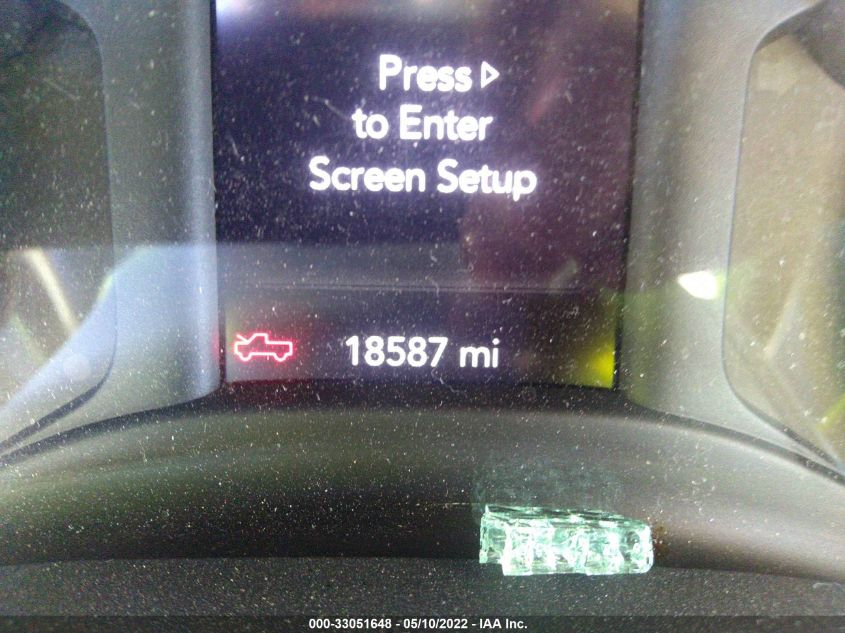 Press ▷
to Enter
Screen Setup
18587 mi
000-33051648 - 05/10/2022 - IAA Inc.